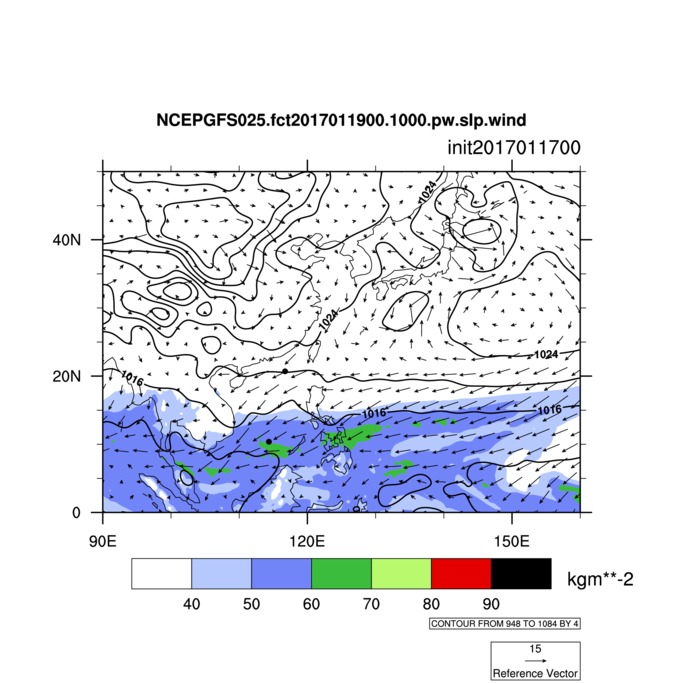 NCEPGFS025.fct2017011900.1000.pw.slp.wind
init2017011700
1024
40N
1024
1024
20N
1016
1016
1016
0
90E 120E 150E
kgm**-2
40 50 60 70 80 90
CONTOUR FROM 948 TO 1084 BY 4
15
Reference Vector